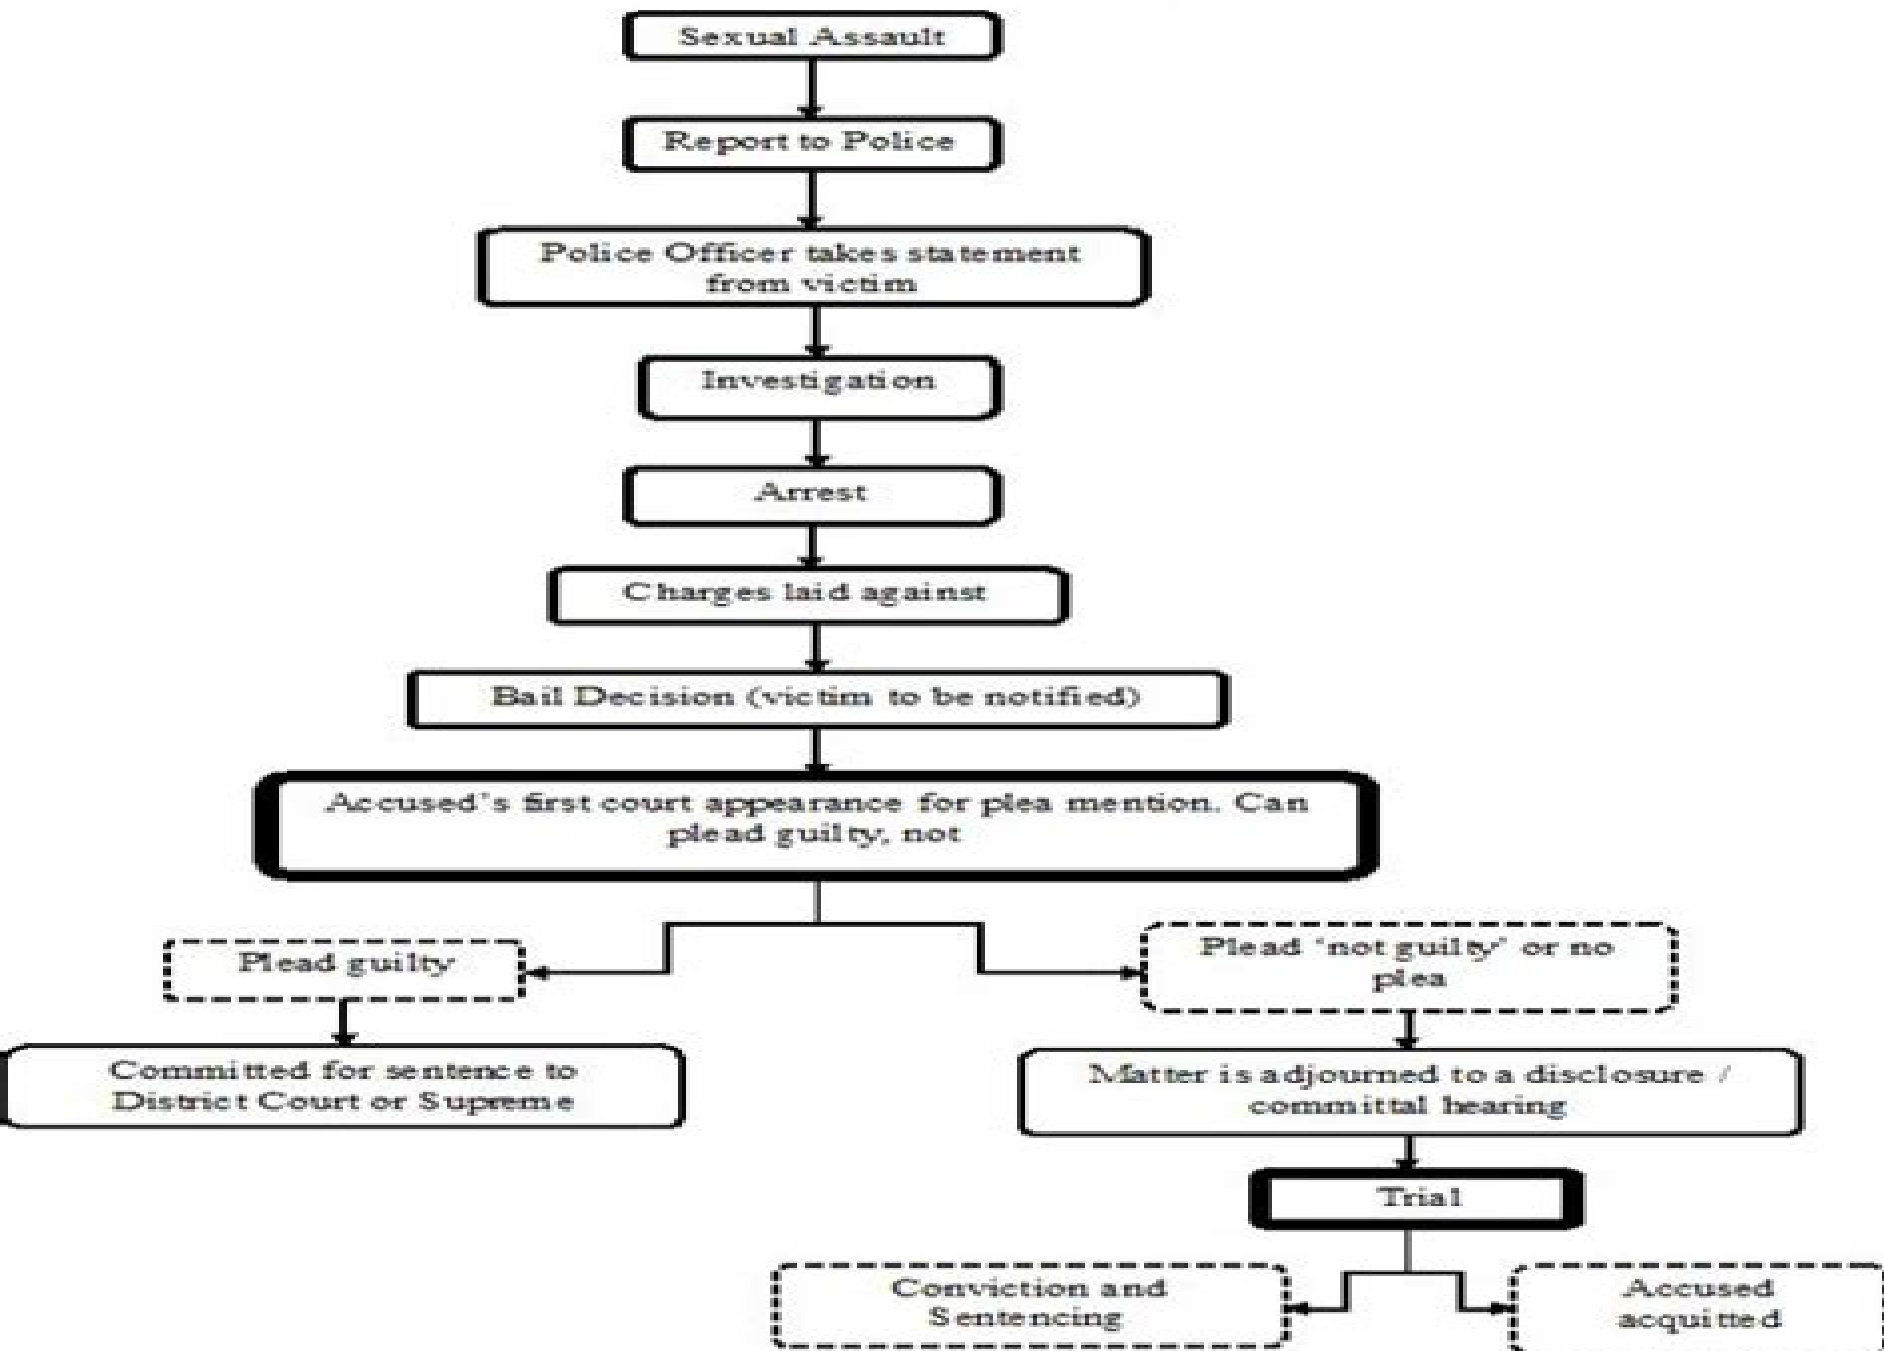 Sexual Assault
Report to Police
Police Officer takes statement
from victim
Investigation
Arrest
Charges laid against
Bail Decision (victim to be notified)
Accused's first court appearance for plea mention. Can
plead guilty, not
Plead guilty
Plead 'not guilty' or no
plea
Committed for sentence to
District Court or Supreme
Matter is adjourned to a disclosure /
committal hearing
Trial
Conviction and
Sentencing
Accused
acquitted